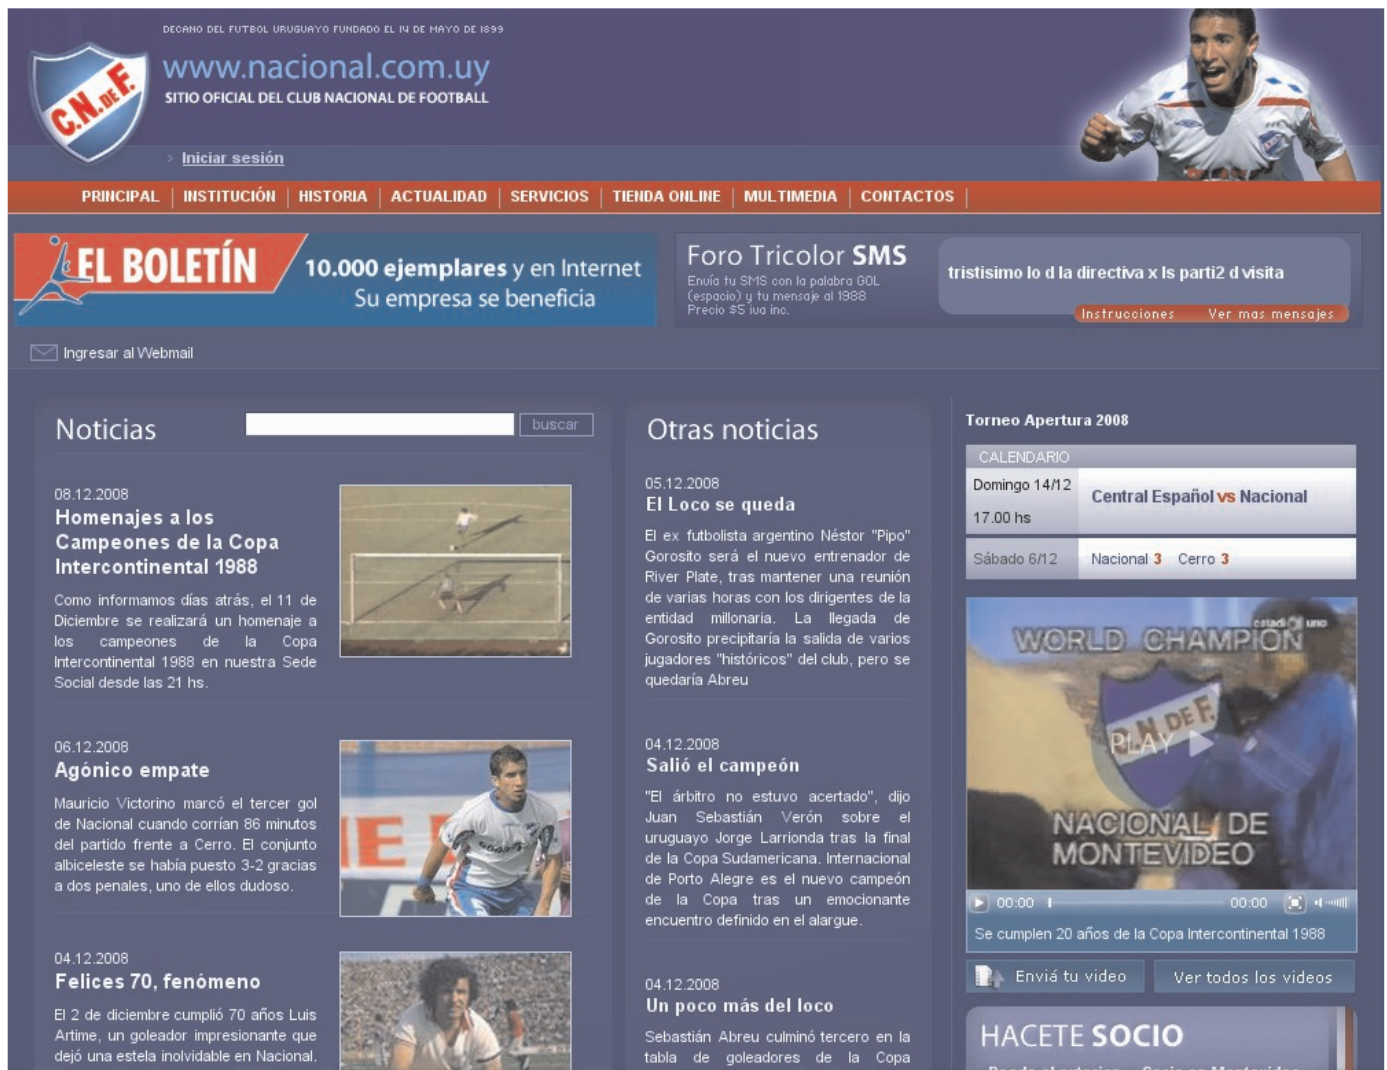 DECANO DEL FUTBOL URUGUAYO FUNDADO EL 14 DE MAYO DE 1899
www.nacional.com.uy
SITIO OFICIAL DEL CLUB NACIONAL DE FOOTBALL
C.N. DE F.
> Iniciar sesión
PRINCIPAL | INSTITUCIÓN | HISTORIA | ACTUALIDAD | SERVICIOS | TIENDA ONLINE | MULTIMEDIA | CONTACTOS |
EL BOLETÍN
10.000 ejemplares y en Internet
Su empresa se beneficia
Foro Tricolor SMS
Envía tu SMS con la palabra GOL
(espacio) y tu mensaje al 1988
Precio $5 iva inc.
tristisimo lo d la directiva x ls parti2 d visita
Instrucciones Ver mas mensajes
Ingresar al Webmail
Noticias
buscar
08.12.2008
Homenajes a los
Campeones de la Copa
Intercontinental 1988
Como informamos días atrás, el 11 de
Diciembre se realizará un homenaje a
los campeones de la Copa
Intercontinental 1988 en nuestra Sede
Social desde las 21 hs.
06.12.2008
Agónico empate
Mauricio Victorino marcó el tercer gol
de Nacional cuando corrían 86 minutos
del partido frente a Cerro. El conjunto
albiceleste se había puesto 3-2 gracias
a dos penales, uno de ellos dudoso.
04.12.2008
Felices 70, fenómeno
El 2 de diciembre cumplió 70 años Luis
Artime, un goleador impresionante que
dejó una estela inolvidable en Nacional.
Otras noticias
05.12.2008
El Loco se queda
El ex futbolista argentino Néstor "Pipo"
Gorosito será el nuevo entrenador de
River Plate, tras mantener una reunión
de varias horas con los dirigentes de la
entidad millonaria. La llegada de
Gorosito precipitaría la salida de varios
jugadores "históricos" del club, pero se
quedaría Abreu
04.12.2008
Salió el campeón
"El árbitro no estuvo acertado", dijo
Juan Sebastián Verón sobre el
uruguayo Jorge Larrionda tras la final
de la Copa Sudamericana. Internacional
de Porto Alegre es el nuevo campeón
de la Copa tras un emocionante
encuentro definido en el alargue.
04.12.2008
Un poco más del loco
Sebastián Abreu culminó tercero en la
tabla de goleadores de la Copa
Torneo Apertura 2008
CALENDARIO
Domingo 14/12
17.00 hs
Central Español vs Nacional
Sábado 6/12 Nacional 3 Cerro 3
estadio uno
WORLD CHAMPION
C.N. DE F.
PLAY
NACIONAL DE
MONTEVIDEO
00:00 00:00
Se cumplen 20 años de la Copa Intercontinental 1988
Enviá tu video
Ver todos los videos
HACETE SOCIO